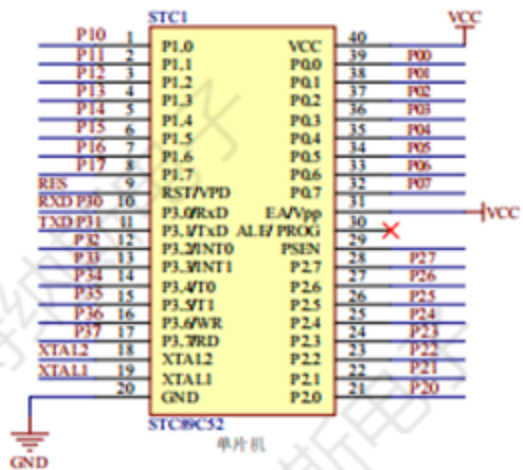 STC1 VCC
P10 1 P1.0 VCC 40
P11 2 P1.1 P0.0 39 P00
P12 3 P1.2 P0.1 38 P01
P13 4 P1.3 P0.2 37 P02
P14 5 P1.4 P0.3 36 P03
P15 6 P1.5 P0.4 35 P04
P16 7 P1.6 P0.5 34 P05
P17 8 P1.7 P0.6 33 P06
RES 9 RST/VPD P0.7 32 P07
RXD P30 10 P3.0/RxD EA/Vpp 31 VCC
TXD P31 11 P3.1/TxD ALE/PROG 30
P32 12 P3.2/INT0 PSEN 29
P33 13 P3.3/INT1 P2.7 28 P27
P34 14 P3.4/T0 P2.6 27 P26
P35 15 P3.5/T1 P2.5 26 P25
P36 16 P3.6/WR P2.4 25 P24
P37 17 P3.7/RD P2.3 24 P23
XTAL2 18 XTAL2 P2.2 23 P22
XTAL1 19 XTAL1 P2.1 22 P21
20 GND P2.0 21 P20
STC89C52
单片机
GND